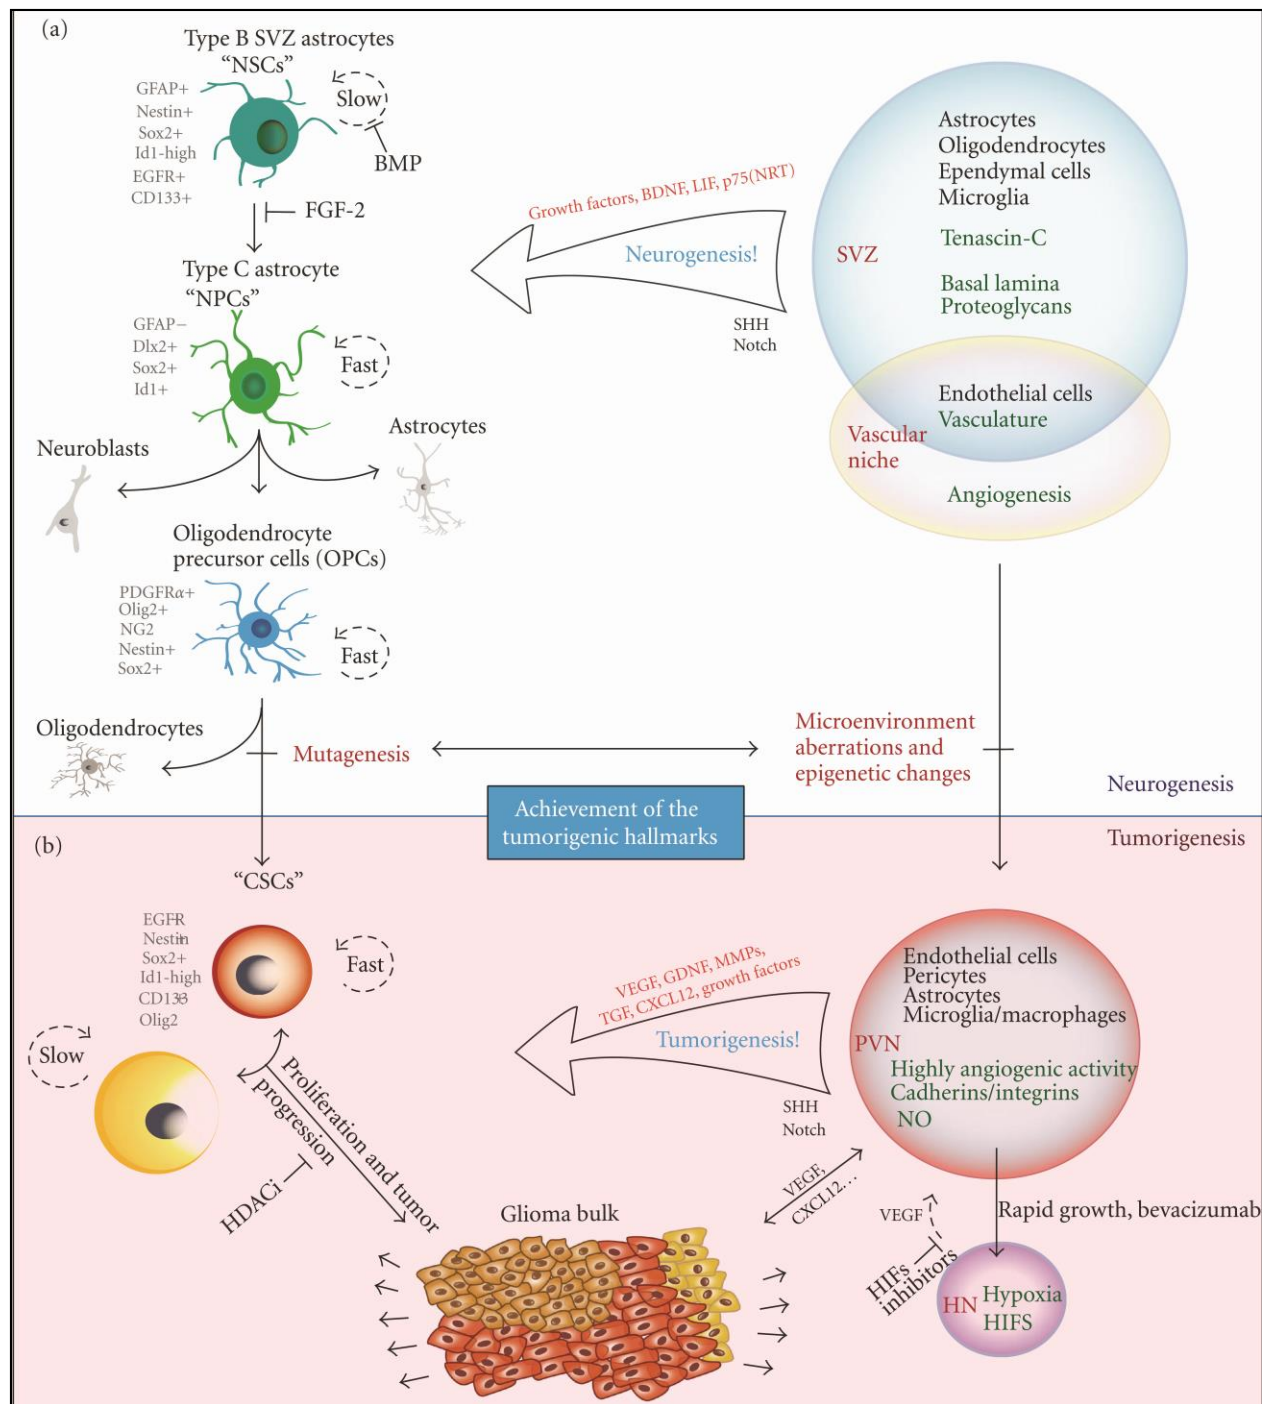 (a)
Type B SVZ astrocytes
“NSCs”
GFAP+
Nestin+
Sox2+
Id1-high
EGFR+
CD133+
Slow
BMP
FGF-2
Type C astrocyte
“NPCs”
GFAP−
Dlx2+
Sox2+
Id1+
Fast
Neuroblasts
Astrocytes
Oligodendrocyte
precursor cells (OPCs)
PDGFRα+
Olig2+
NG2
Nestin+
Sox2+
Fast
Oligodendrocytes
Mutagenesis
Growth factors, BDNF, LIF, p75(NRT)
Neurogenesis!
SHH
Notch
Astrocytes
Oligodendrocytes
Ependymal cells
Microglia
SVZ
Tenascin-C
Basal lamina
Proteoglycans
Endothelial cells
Vasculature
Vascular
niche
Angiogenesis
Microenvironment
aberrations and
epigenetic changes
Neurogenesis
Achievement of the
tumorigenic hallmarks
Tumorigenesis
(b)
“CSCs”
EGFR
Nestin+
Sox2+
Id1-high
CD133
Olig2
Fast
Slow
Proliferation and tumor
progression
HDACi
Glioma bulk
VEGF, GDNF, MMPs,
TGF, CXCL12, growth factors
Tumorigenesis!
SHH
Notch
Endothelial cells
Pericytes
Astrocytes
Microglia/macrophages
PVN
Highly angiogenic activity
Cadherins/integrins
NO
VEGF,
CXCL12...
VEGF
Rapid growth, bevacizumab
HIFs
inhibitors
HN
Hypoxia
HIFS